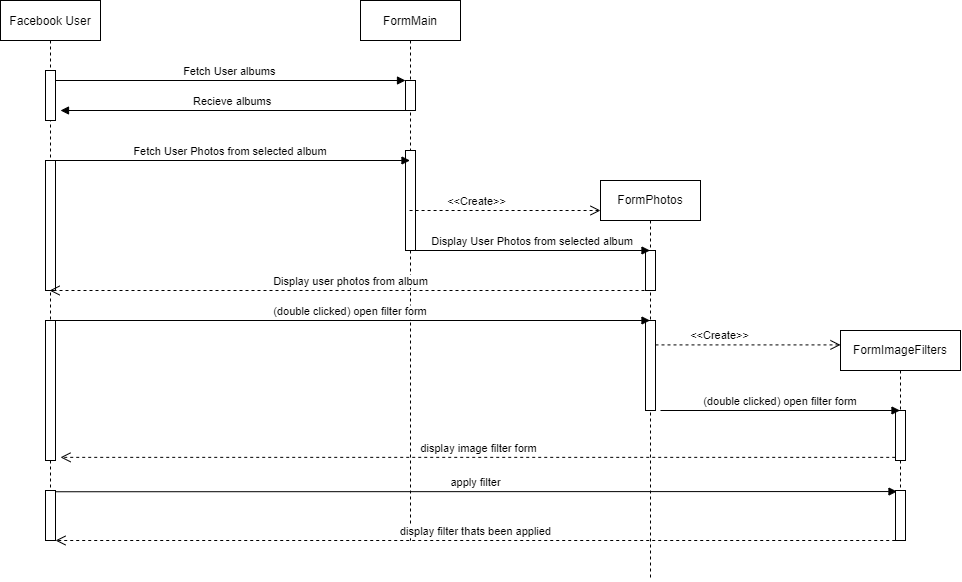 Facebook User
FormMain
Fetch User albums
Recieve albums
Fetch User Photos from selected album
<<Create>>
FormPhotos
Display User Photos from selected album
Display user photos from album
(double clicked) open filter form
<<Create>>
FormImageFilters
(double clicked) open filter form
display image filter form
apply filter
display filter thats been applied